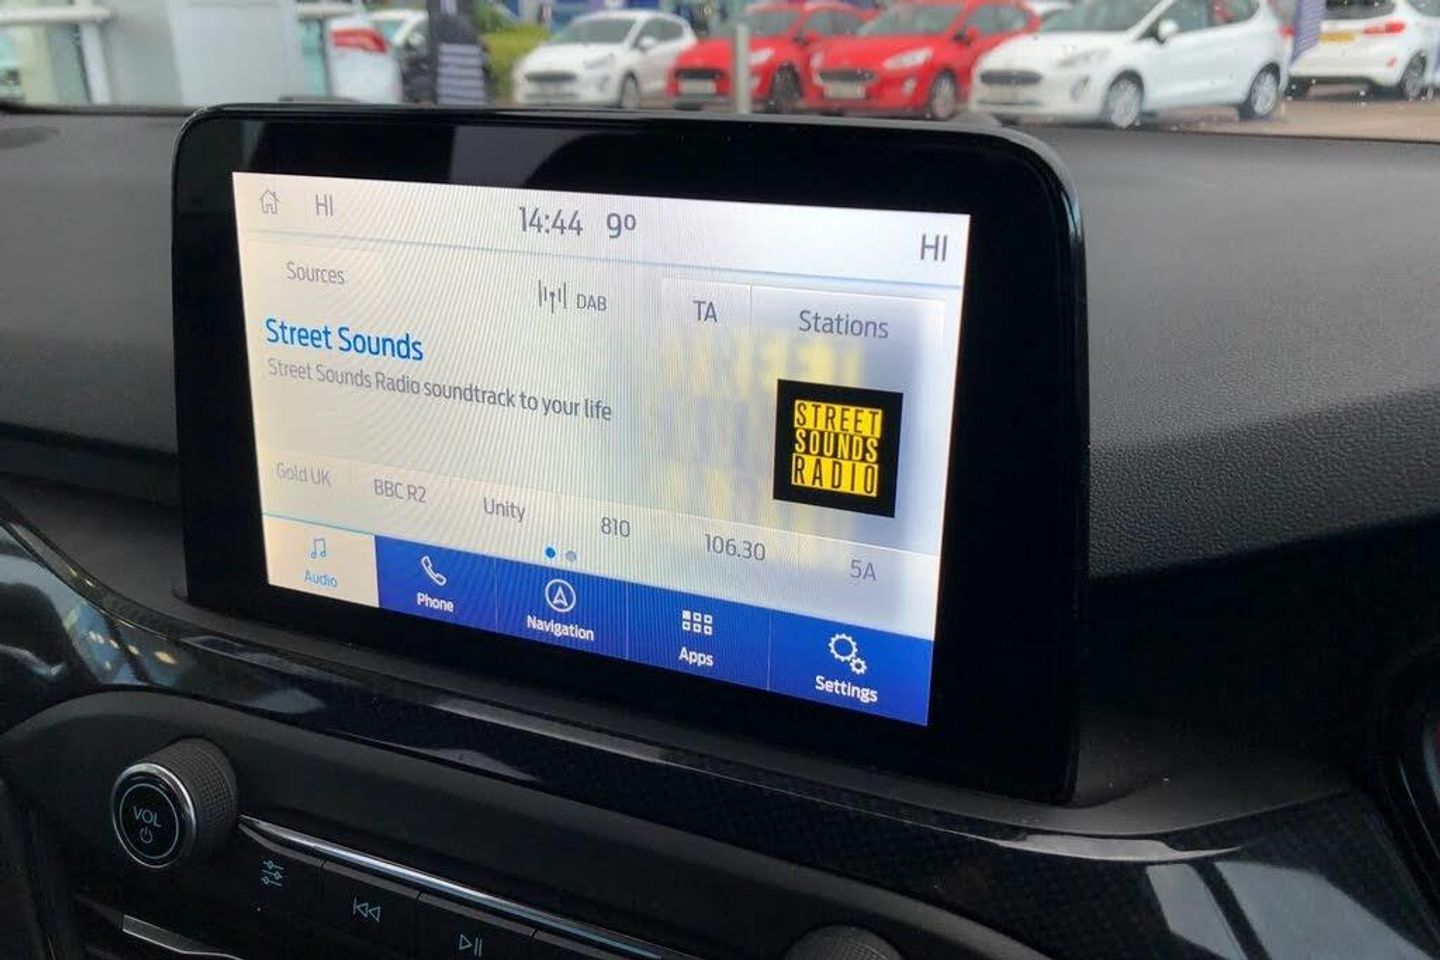 HI
14:44 9º
HI
Sources
DAB
TA
Stations
Street Sounds
Street Sounds Radio soundtrack to your life
STREET
SOUNDS
RADIO
Gold UK
BBC R2
Unity
810
106.30
5A
Audio
Phone
Navigation
Apps
Settings
VOL